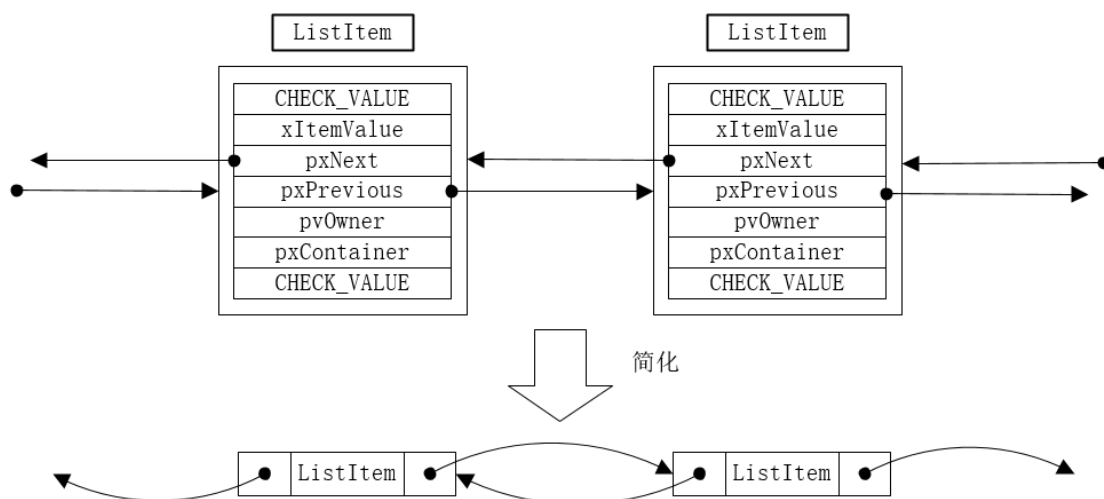 ListItem
ListItem
CHECK_VALUE
xItemValue
pxNext
pxPrevious
pvOwner
pxContainer
CHECK_VALUE
CHECK_VALUE
xItemValue
pxNext
pxPrevious
pvOwner
pxContainer
CHECK_VALUE
简化
ListItem
ListItem